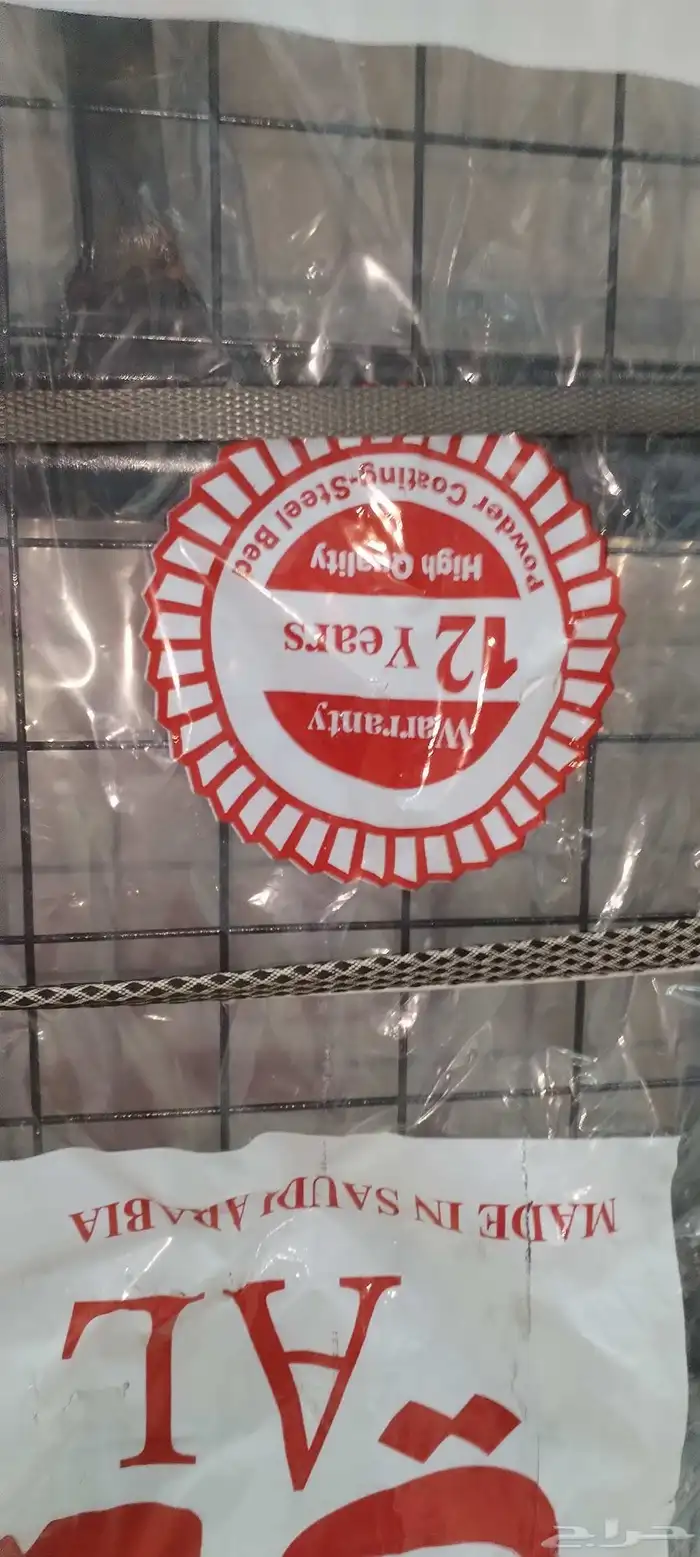 MADE IN SAUDI ARABIA
AL
Warranty
12 Years
High Quality
Powder Coating-Steel Bed
حراج